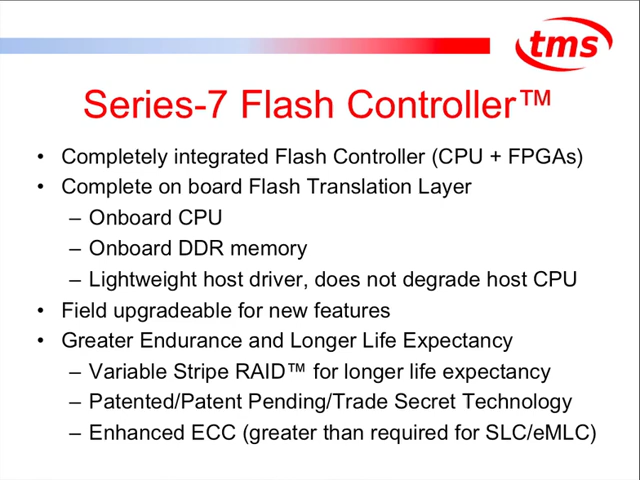 tms
Series-7 Flash Controller™
• Completely integrated Flash Controller (CPU + FPGAs)
• Complete on board Flash Translation Layer
– Onboard CPU
– Onboard DDR memory
– Lightweight host driver, does not degrade host CPU
• Field upgradeable for new features
• Greater Endurance and Longer Life Expectancy
– Variable Stripe RAID™ for longer life expectancy
– Patented/Patent Pending/Trade Secret Technology
– Enhanced ECC (greater than required for SLC/eMLC)